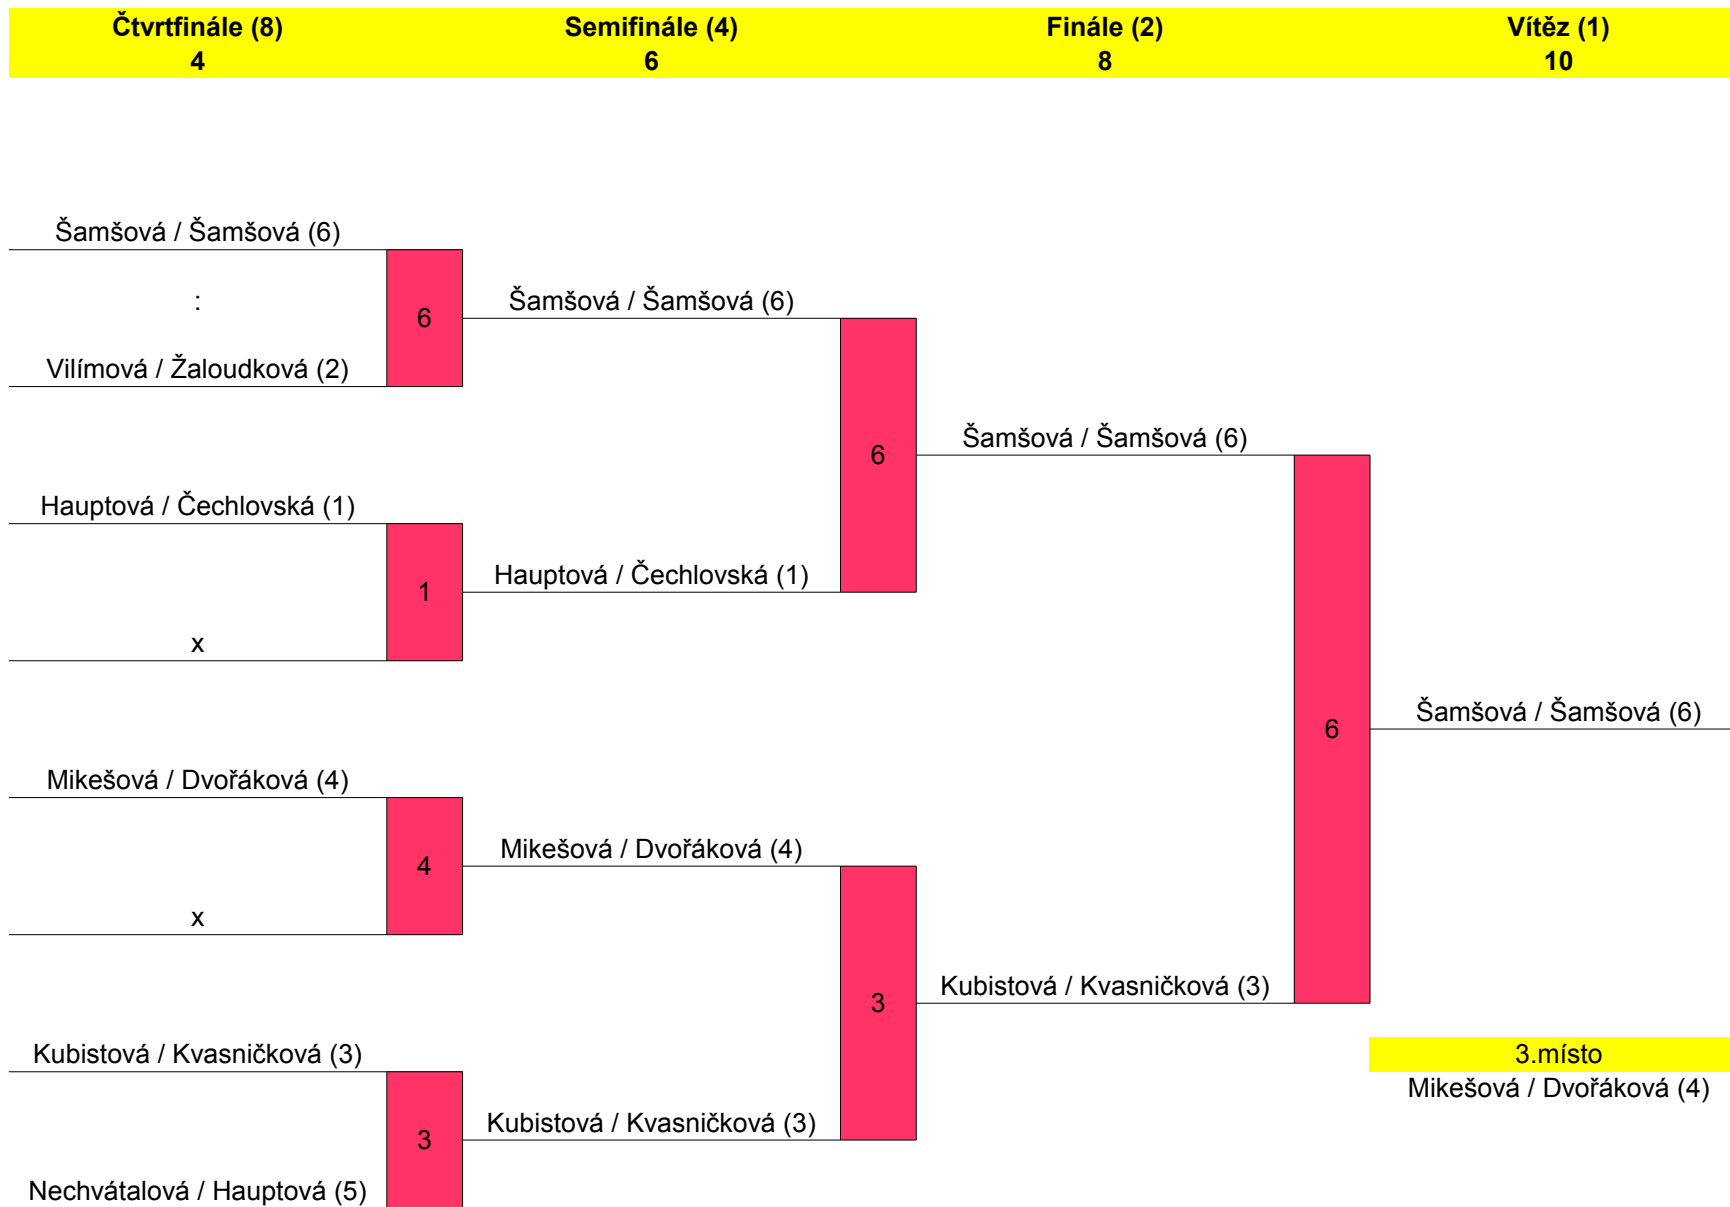 Čtvrtfinále (8) Semifinále (4) Finále (2) Vítěz (1)
4 6 8 10
Šamšová / Šamšová (6)
:
6
Šamšová / Šamšová (6)
Vilímová / Žaloudková (2)
6
Šamšová / Šamšová (6)
Hauptová / Čechlovská (1)
1
Hauptová / Čechlovská (1)
x
6
Šamšová / Šamšová (6)
Mikešová / Dvořáková (4)
4
Mikešová / Dvořáková (4)
x
3
Kubistová / Kvasničková (3)
Kubistová / Kvasničková (3)
3
Kubistová / Kvasničková (3)
Nechvátalová / Hauptová (5)
3.místo
Mikešová / Dvořáková (4)